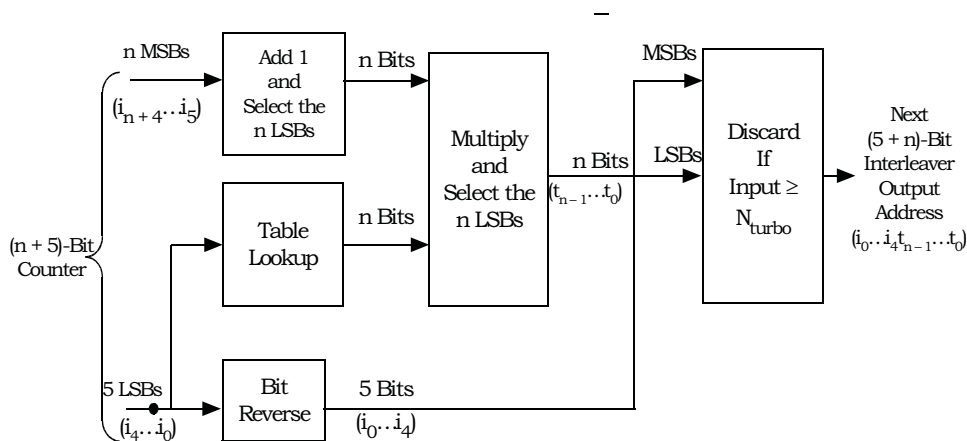 n MSBs
(i_{n + 4}…i_5)
Add 1
and
Select the
n LSBs
n Bits
MSBs
Multiply
and
Select the
n LSBs
n Bits
(t_{n – 1}…t_0)
LSBs
Discard
If
Input ≥
N_{turbo}
Next
(5 + n)-Bit
Interleaver
Output
Address
(i_0…i_4t_{n – 1}…t_0)
(n + 5)-Bit
Counter
Table
Lookup
n Bits
5 LSBs
(i_4…i_0)
Bit
Reverse
5 Bits
(i_0…i_4)